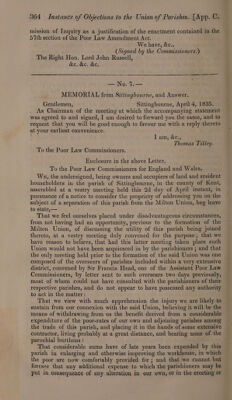 364 Instance of Objections to the Union of Parishes. [App. C.
mission of Inquiry as a justification of the enactment contained in the
57th section of the Poor Law Amendment Act.
We have, &c.,
(Signed by the Commissioners.)
The Right Hon. Lord John Russell,
&c. &c. &c.
— No. 7.—
MEMORIAL from Sittingbourne, and Answer.
Gentlemen, Sittingbourne, April 4, 1835.
As Chairman of the meeting at which the accompanying statement
was agreed to and signed, I am desired to forward you the same, and to
request that you will be good enough to favour me with a reply thereto
at your earliest convenience.
I am, &c.,
Thomas Tilley.
To the Poor Law Commissioners.
Enclosure in the above Letter.
To the Poor Law Commissioners for England and Wales.
We, the undersigned, being owners and occupiers of land and resident
householders in the parish of Sittingbourne, in the county of Kent,
assembled at a vestry meeting held this 2d day of April instant, in
pursuance of a notice to consider the propriety of addressing you on the
subject of a separation of this parish from the Milton Union, beg leave
to state,—
That we feel ourselves placed under disadvantageous circumstances,
from not having had an opportunity, previous to the formation of the
Milton Union, of discussing the utility of this parish being joined
thereto, at a vestry meeting duly convened for the purpose; that we
have reason to believe, that had this latter meeting taken place such
Union would not have been acquiesced in by the parishioners; and that
the only meeting held prior to the formation of the said Union was one
composed of the overseers of parishes included within a very extensive
district, convened by Sir Francis Head, one of the Assistant Poor Law
Commissioners, by letter sent to such overseers two days previously,
most of whom could not have consulted with the parishioners of their
respective parishes, and do not appear to have possessed any authority
to act in the matter:
That we view with much apprehension the injury we are likely to
sustain from our connexion with the said Union, believing it will be the
means of withdrawing from us the benefit derived from a considerable
expenditure of the poor-rates of our own and adjoining parishes among
the trade of this parish, and placing it in the hands of some extensive
contractor, living probably at a great distance, and beating none of the
parochial burthens:
That considerable sums have of late years been expended by this
parish in enlarging and otherwise improving the workhouse, in which
the poor are now comfortably provided for; and that we cannot but
foresee that any additional expense to which the parishioners may be
put in consequence of any alteration in our own, or in the erecting or